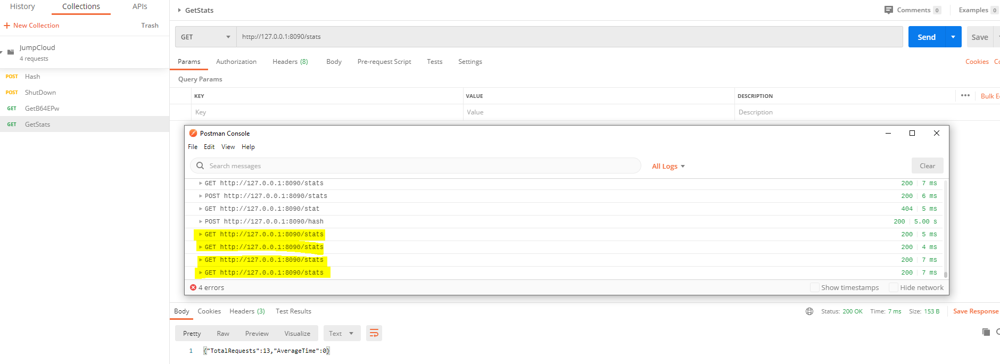 History Collections APIs
+ New Collection Trash
JumpCloud
4 requests
POST Hash
POST ShutDown
GET GetB64EPw
GET GetStats
GetStats
Comments 0 Examples 0
GET http://127.0.0.1:8090/stats Send Save
Params Authorization Headers (8) Body Pre-request Script Tests Settings Cookies Co
Query Params
KEY VALUE DESCRIPTION ••• Bulk E
Key Value Description
Postman Console
File Edit View Help
Search messages All Logs Clear
GET http://127.0.0.1:8090/stats 200 7 ms
POST http://127.0.0.1:8090/stats 200 6 ms
GET http://127.0.0.1:8090/stat 404 5 ms
POST http://127.0.0.1:8090/hash 200 5.00 s
GET http://127.0.0.1:8090/stats 200 5 ms
GET http://127.0.0.1:8090/stats 200 4 ms
GET http://127.0.0.1:8090/stats 200 7 ms
GET http://127.0.0.1:8090/stats 200 7 ms
4 errors Show timestamps Hide network
Body Cookies Headers (3) Test Results Status: 200 OK Time: 7 ms Size: 153 B Save Response
Pretty Raw Preview Visualize Text
1 {"TotalRequests":13,"AverageTime":0}